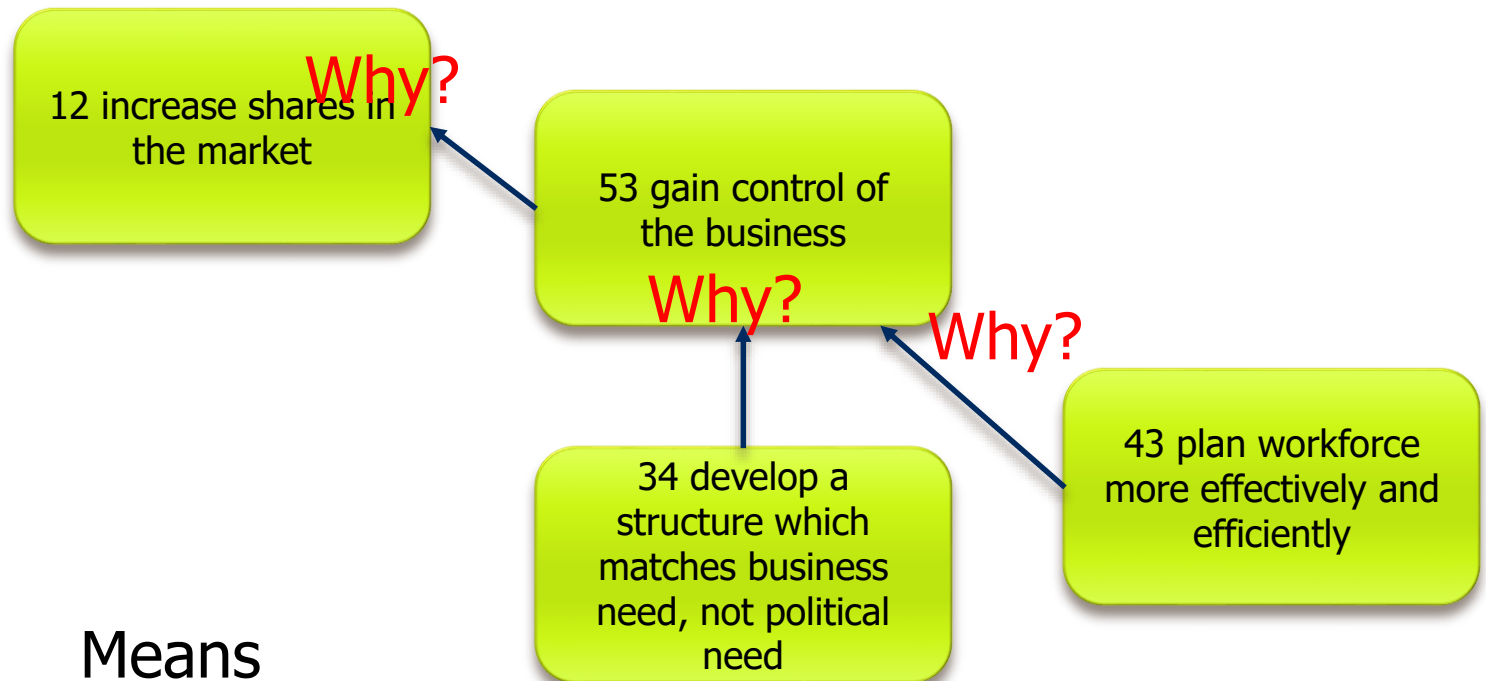 Why?
12 increase shares in
the market
53 gain control of
the business
Why?
Why?
34 develop a
structure which
matches business
need, not political
need
43 plan workforce
more effectively and
efficiently
Means